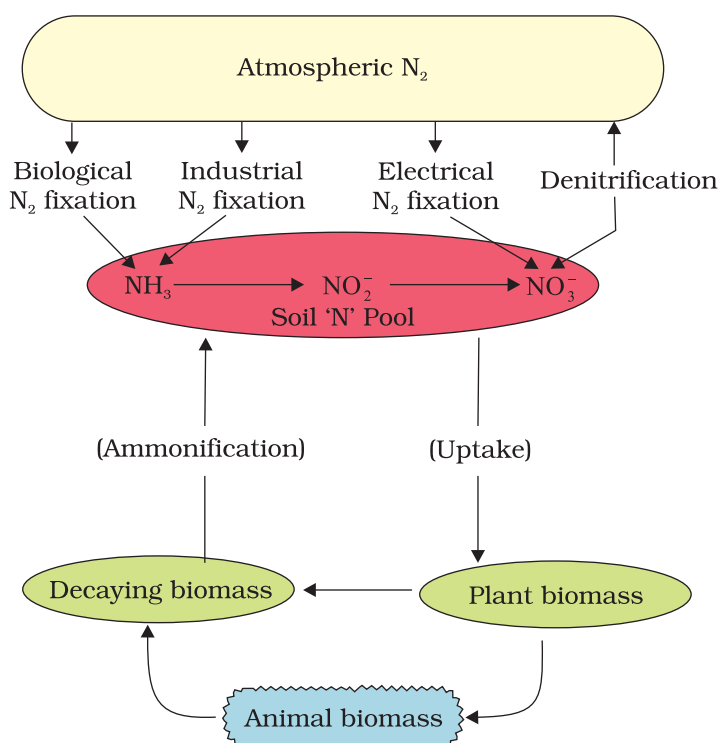 Atmospheric N₂
Biological
N₂ fixation
Industrial
N₂ fixation
Electrical
N₂ fixation
Denitrification
NH₃
NO₂⁻
NO₃⁻
Soil ‘N’ Pool
(Ammonification)
(Uptake)
Decaying biomass
Plant biomass
Animal biomass